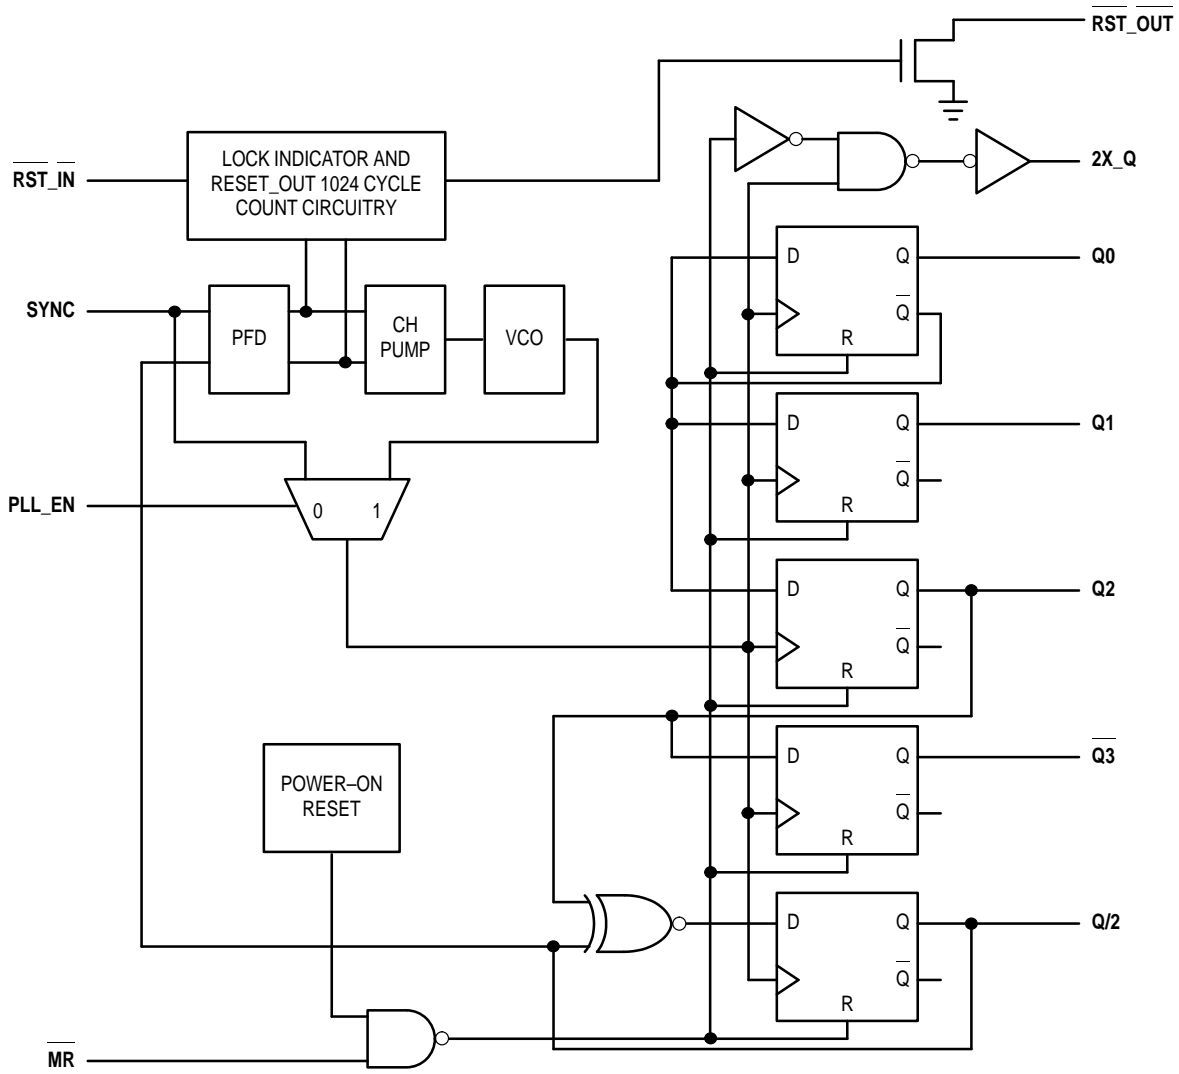 RST_OUT
LOCK INDICATOR AND
RESET_OUT 1024 CYCLE
COUNT CIRCUITRY
RST_IN
2X_Q
D
Q
Q0
SYNC
PFD
CH
PUMP
VCO
Q
R
D
Q
Q1
Q
PLL_EN
0
1
R
D
Q
Q2
Q
R
D
Q
Q3
POWER–ON
RESET
Q
R
D
Q
Q/2
Q
R
MR